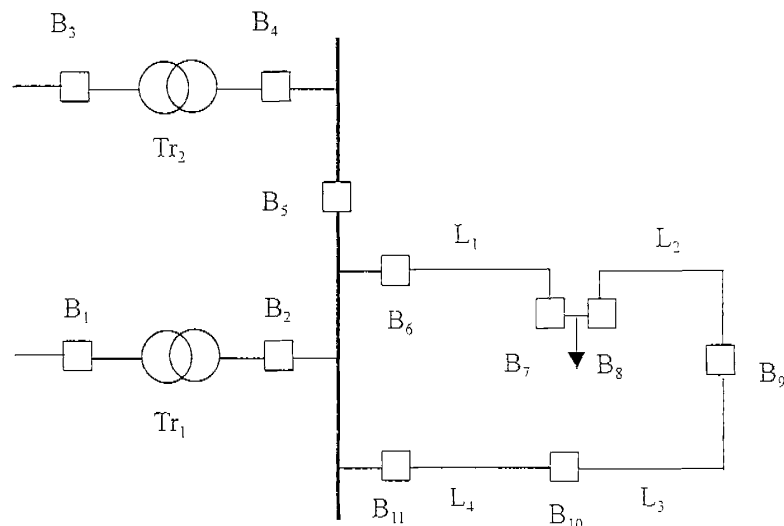 B₃
B₄
Tr₂
B₅
L₁
L₂
B₁
B₂
B₆
B₇
B₈
B₉
Tr₁
B₁₁
L₄
B₁₀
L₃